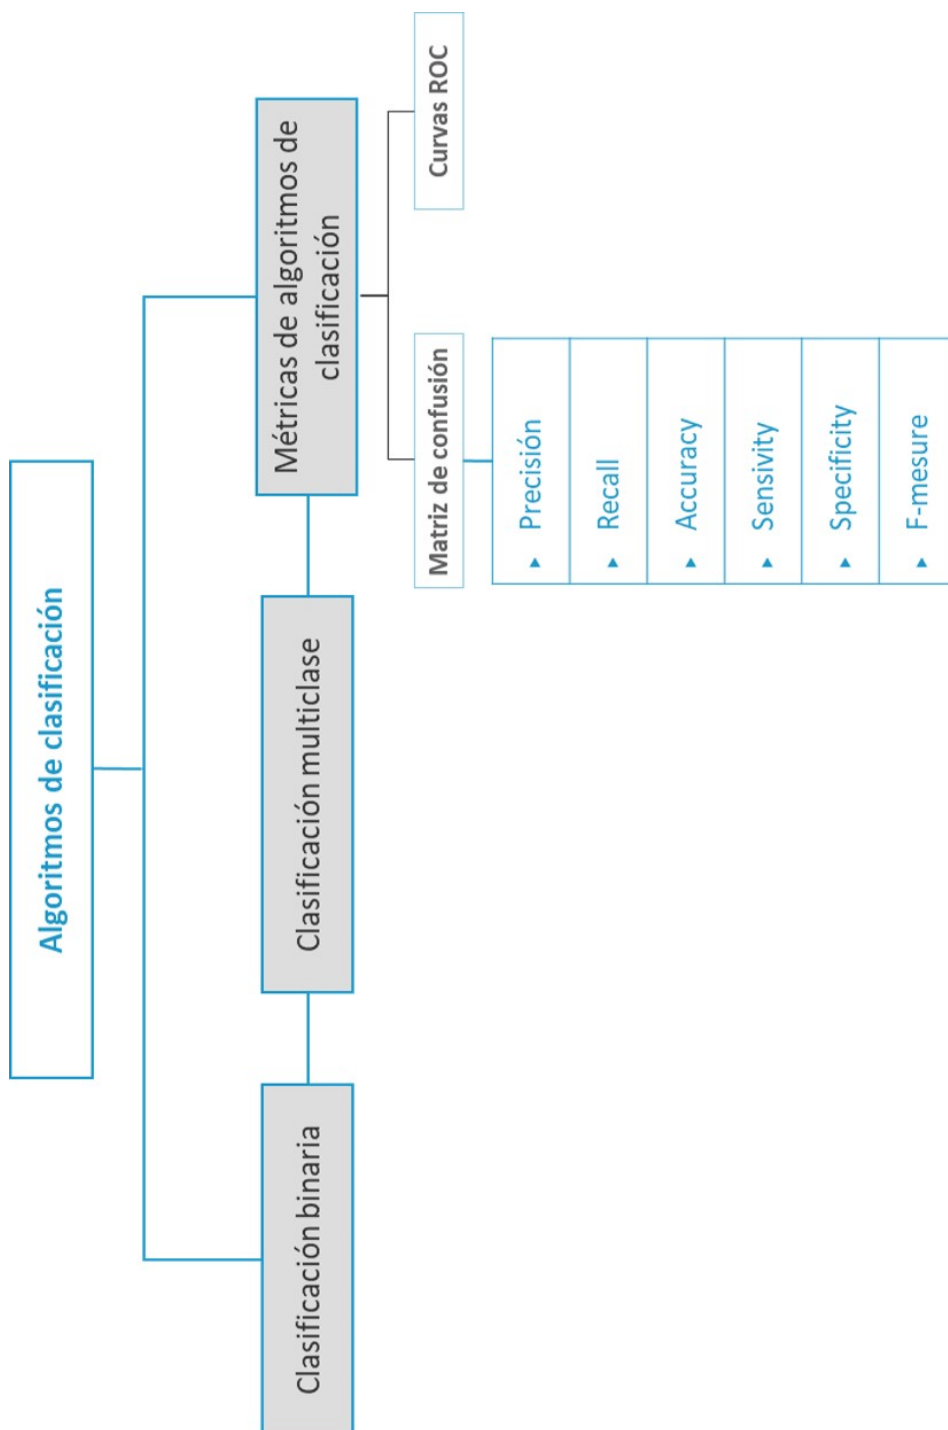 Algoritmos de clasificación
Clasificación binaria
Clasificación multiclase
Métricas de algoritmos de
clasificación
Matriz de confusión
Curvas ROC
▸ Precisión
▸ Recall
▸ Accuracy
▸ Sensivity
▸ Specificity
▸ F-mesure